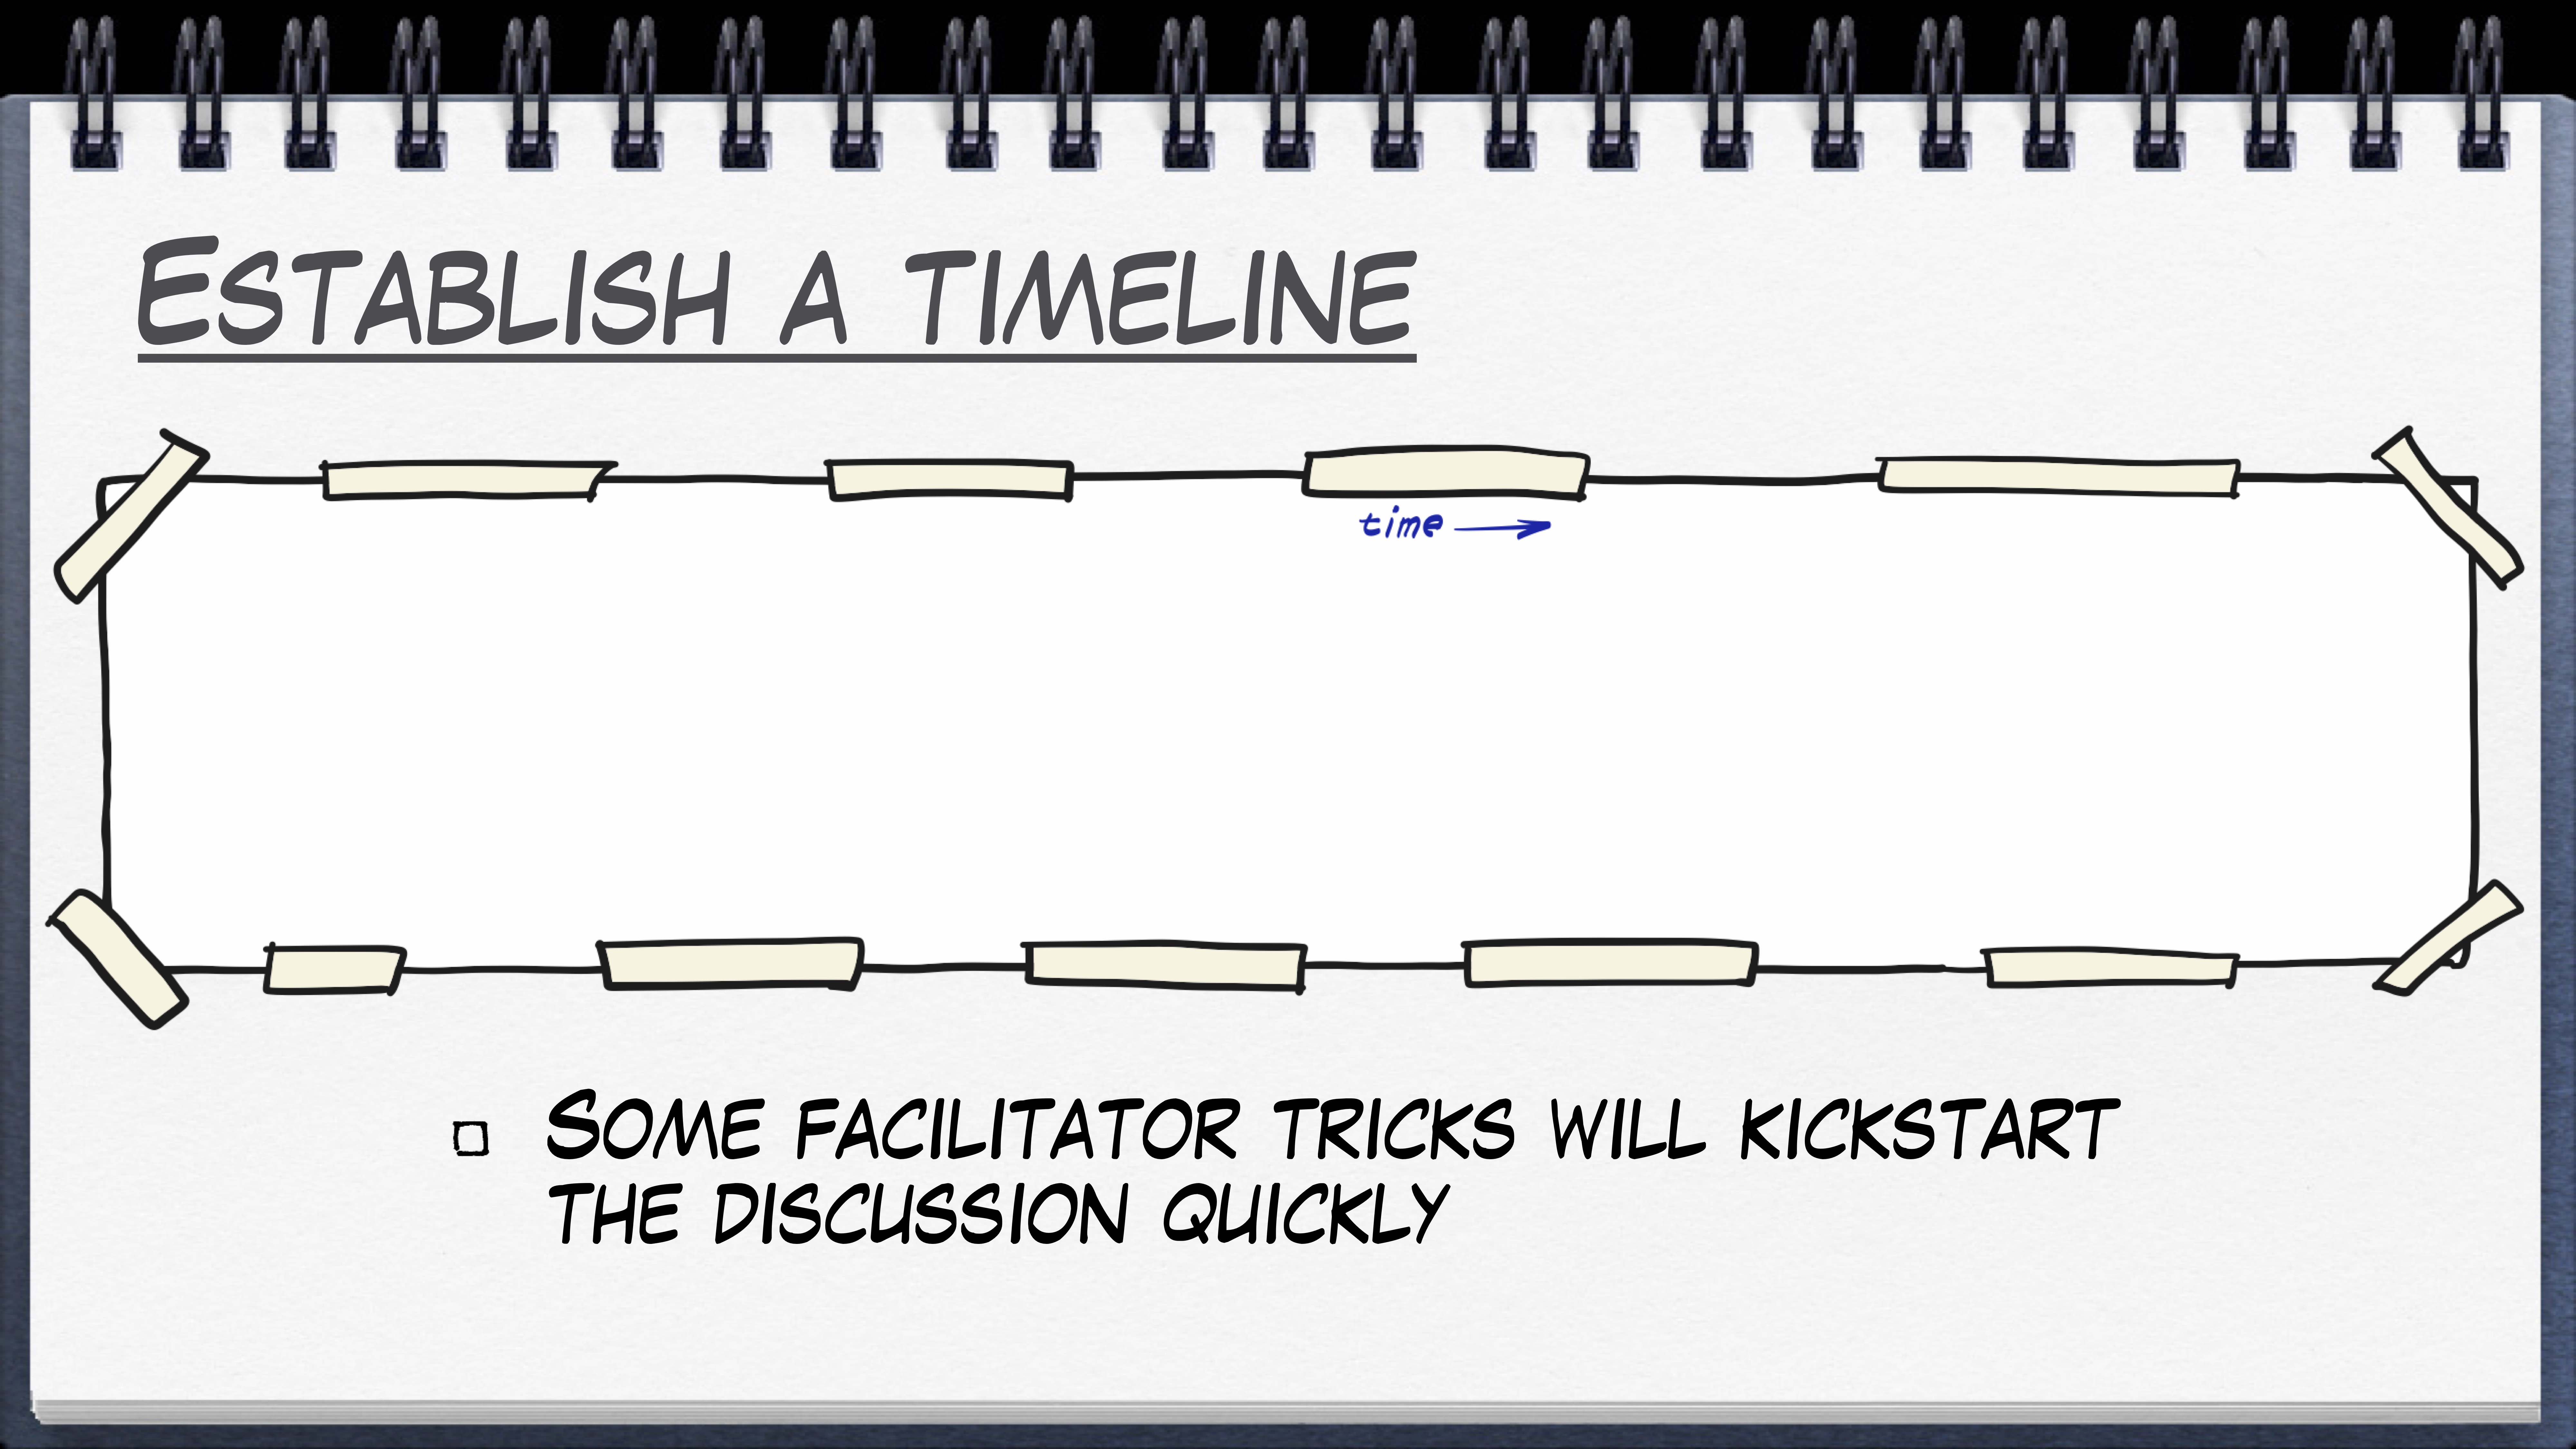 ESTABLISH A TIMELINE
time →
SOME FACILITATOR TRICKS WILL KICKSTART
THE DISCUSSION QUICKLY